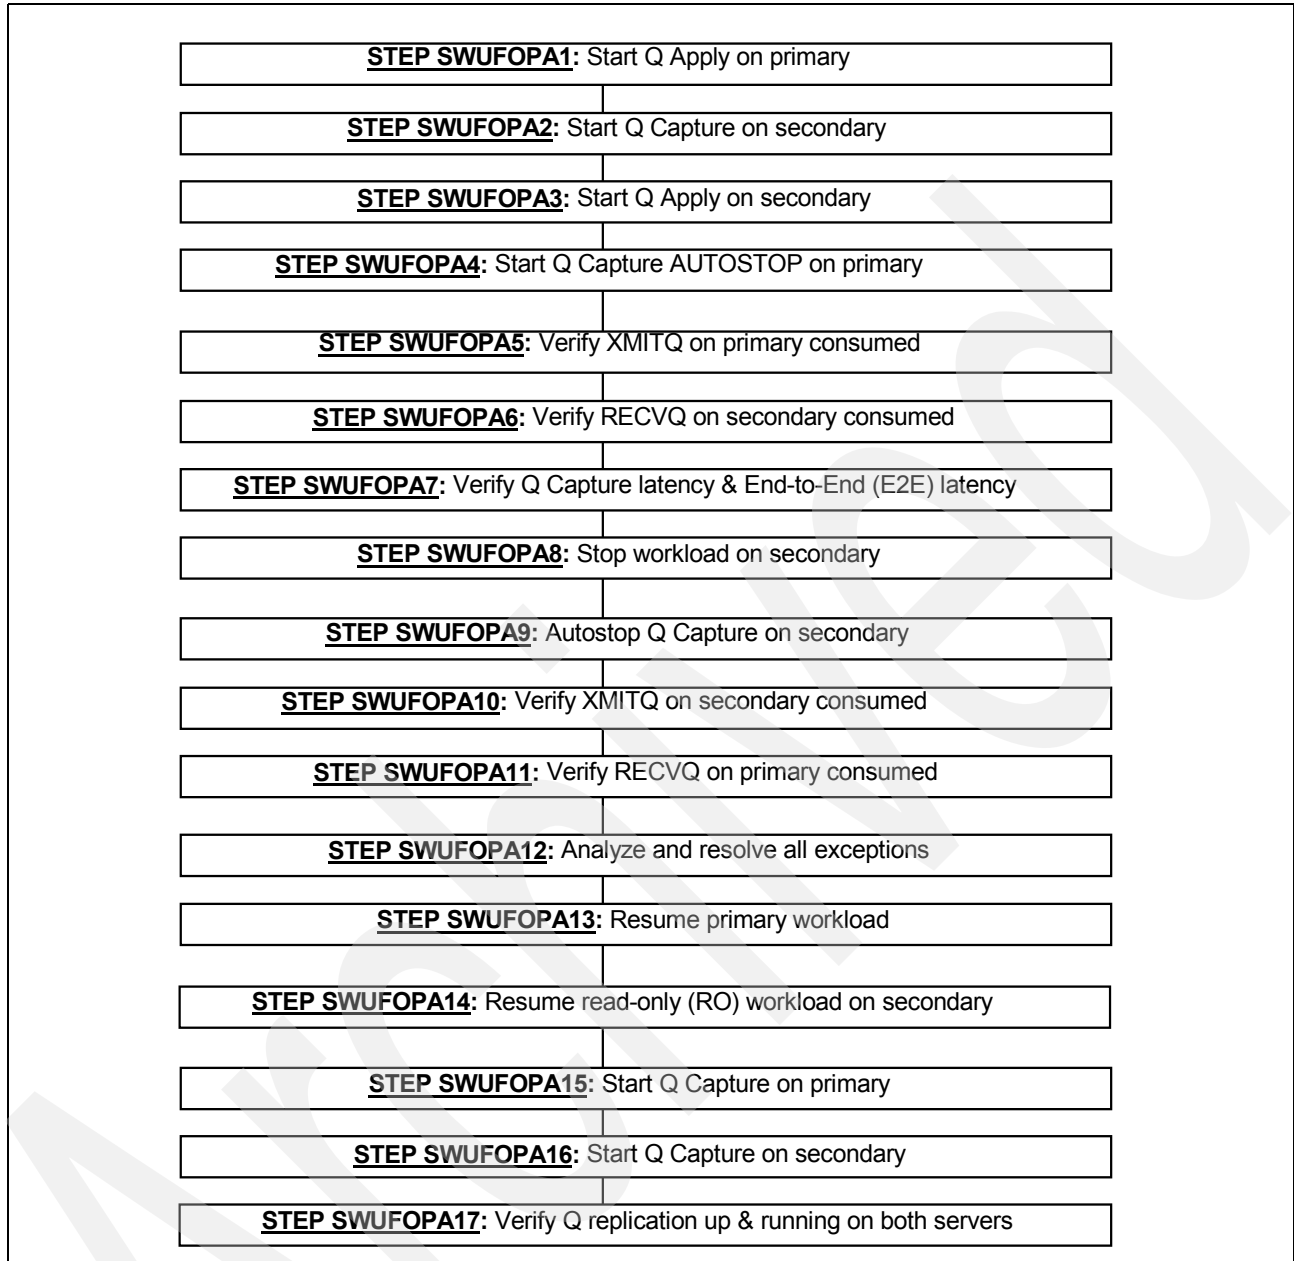 STEP SWUFOPA1: Start Q Apply on primary
STEP SWUFOPA2: Start Q Capture on secondary
STEP SWUFOPA3: Start Q Apply on secondary
STEP SWUFOPA4: Start Q Capture AUTOSTOP on primary
STEP SWUFOPA5: Verify XMITQ on primary consumed
STEP SWUFOPA6: Verify RECVQ on secondary consumed
STEP SWUFOPA7: Verify Q Capture latency & End-to-End (E2E) latency
STEP SWUFOPA8: Stop workload on secondary
STEP SWUFOPA9: Autostop Q Capture on secondary
STEP SWUFOPA10: Verify XMITQ on secondary consumed
STEP SWUFOPA11: Verify RECVQ on primary consumed
STEP SWUFOPA12: Analyze and resolve all exceptions
STEP SWUFOPA13: Resume primary workload
STEP SWUFOPA14: Resume read-only (RO) workload on secondary
STEP SWUFOPA15: Start Q Capture on primary
STEP SWUFOPA16: Start Q Capture on secondary
STEP SWUFOPA17: Verify Q replication up & running on both servers
Archived